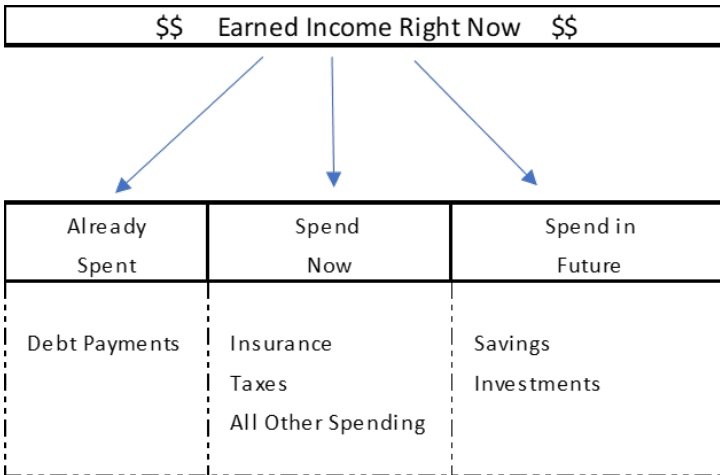 $$ Earned Income Right Now $$
Already Spent
Spend Now
Spend in Future
Debt Payments
Insurance
Taxes
All Other Spending
Savings
Investments